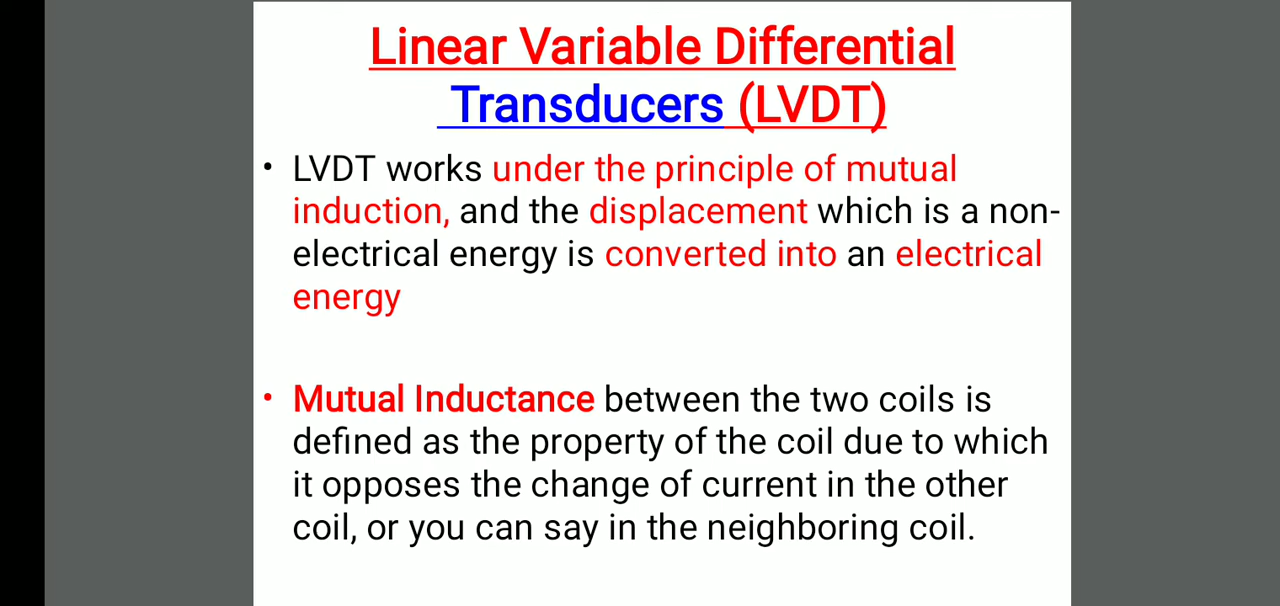 Linear Variable Differential
Transducers (LVDT)
• LVDT works under the principle of mutual
induction, and the displacement which is a non-
electrical energy is converted into an electrical
energy
• Mutual Inductance between the two coils is
defined as the property of the coil due to which
it opposes the change of current in the other
coil, or you can say in the neighboring coil.